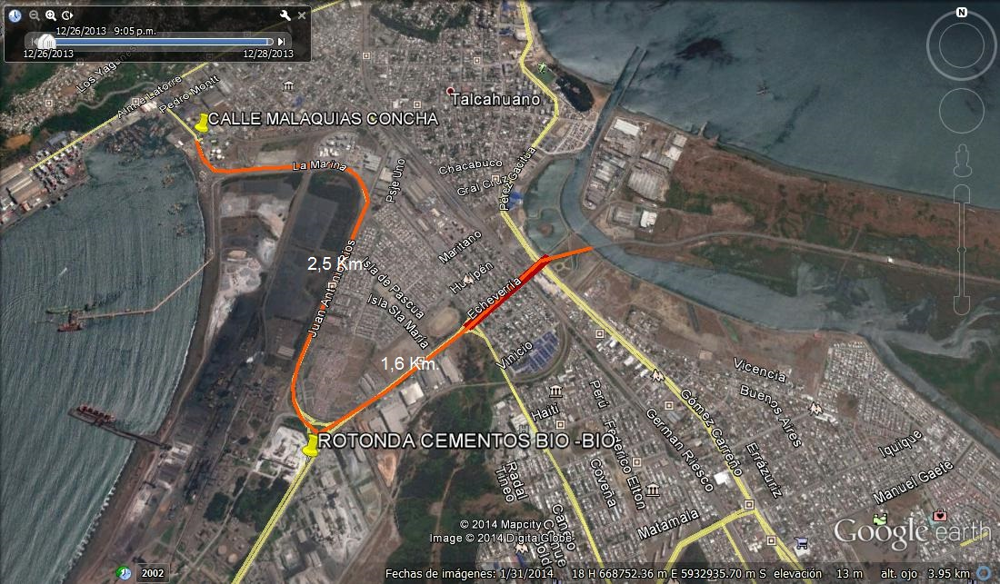 12/26/2013 9:05 p.m.
12/26/2013
12/28/2013
N
Los Yaganes
Almte Latorre
Pedro Montt
Talcahuano
CALLE MALAQUIAS CONCHA
La Marina
Psje Uno
Chacabuco
Gral Cruz
Pérez Gacitúa
Maritano
Hualpén
2,5 Km.
Juan Antonio Ríos
Isla de Pascua
Isla Sta María
Echeverría
1,6 Km.
Vinicio
Vicencia
Buenos Aires
Gómez Carreño
Haití
Perú
German Riesco
Federico Elton
Errázuriz
Iquique
Manuel Gaete
ROTONDA CEMENTOS BIO -BIO
Radal
Tineo
Coveña
Matamala
© 2014 Mapcity
Image © 2014 DigitalGlobe
Google earth
2002
Fechas de imágenes: 1/31/2014 18 H 668752.36 m E 5932935.70 m S elevación 13 m alt. ojo 3.95 km